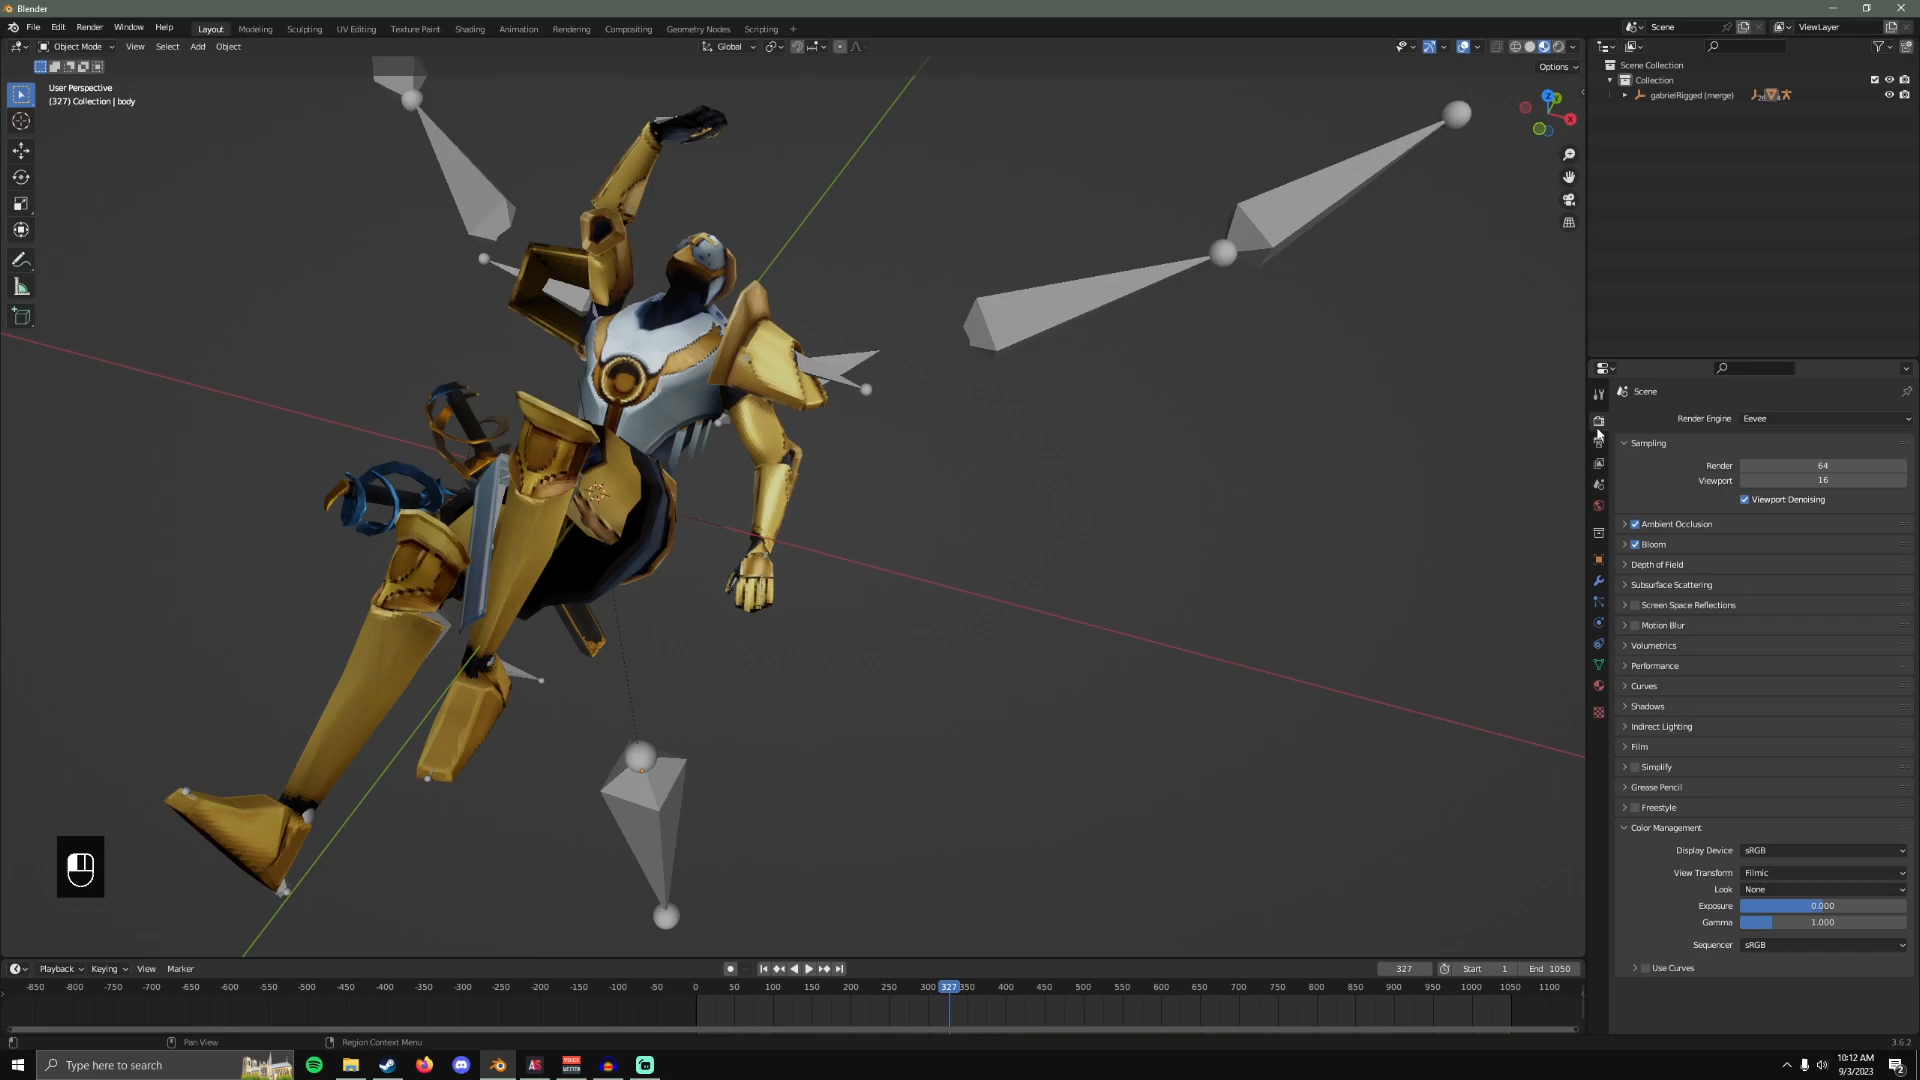 Blender
File Edit Render Window Help Layout Modeling Sculpting UV Editing Texture Paint Shading Animation Rendering Compositing Geometry Nodes Scripting + Scene ViewLayer
Object Mode View Select Add Object Global
Options
User Perspective
(327) Collection | body
Z
Y
X
Scene Collection
Collection
gabrielRigged (merge)
Scene
Render Engine Eevee
Sampling
Render 64
Viewport 16
Viewport Denoising
Ambient Occlusion
Bloom
Depth of Field
Subsurface Scattering
Screen Space Reflections
Motion Blur
Volumetrics
Performance
Curves
Shadows
Indirect Lighting
Film
Simplify
Grease Pencil
Freestyle
Color Management
Display Device sRGB
View Transform Filmic
Look None
Exposure 0.000
Gamma 1.000
Sequencer sRGB
Use Curves
Playback Keying View Marker 327 Start 1 End 1050
-850 -800 -750 -700 -650 -600 -550 -500 -450 -400 -350 -300 -250 -200 -150 -100 -50 0 50 100 150 200 250 300 327 350 400 450 500 550 600 650 700 750 800 850 900 950 1000 1050 1100
Pan View Region Context Menu 3.6.2
Type here to search AS VOICE MEETER 10:12 AM
9/3/2023 2